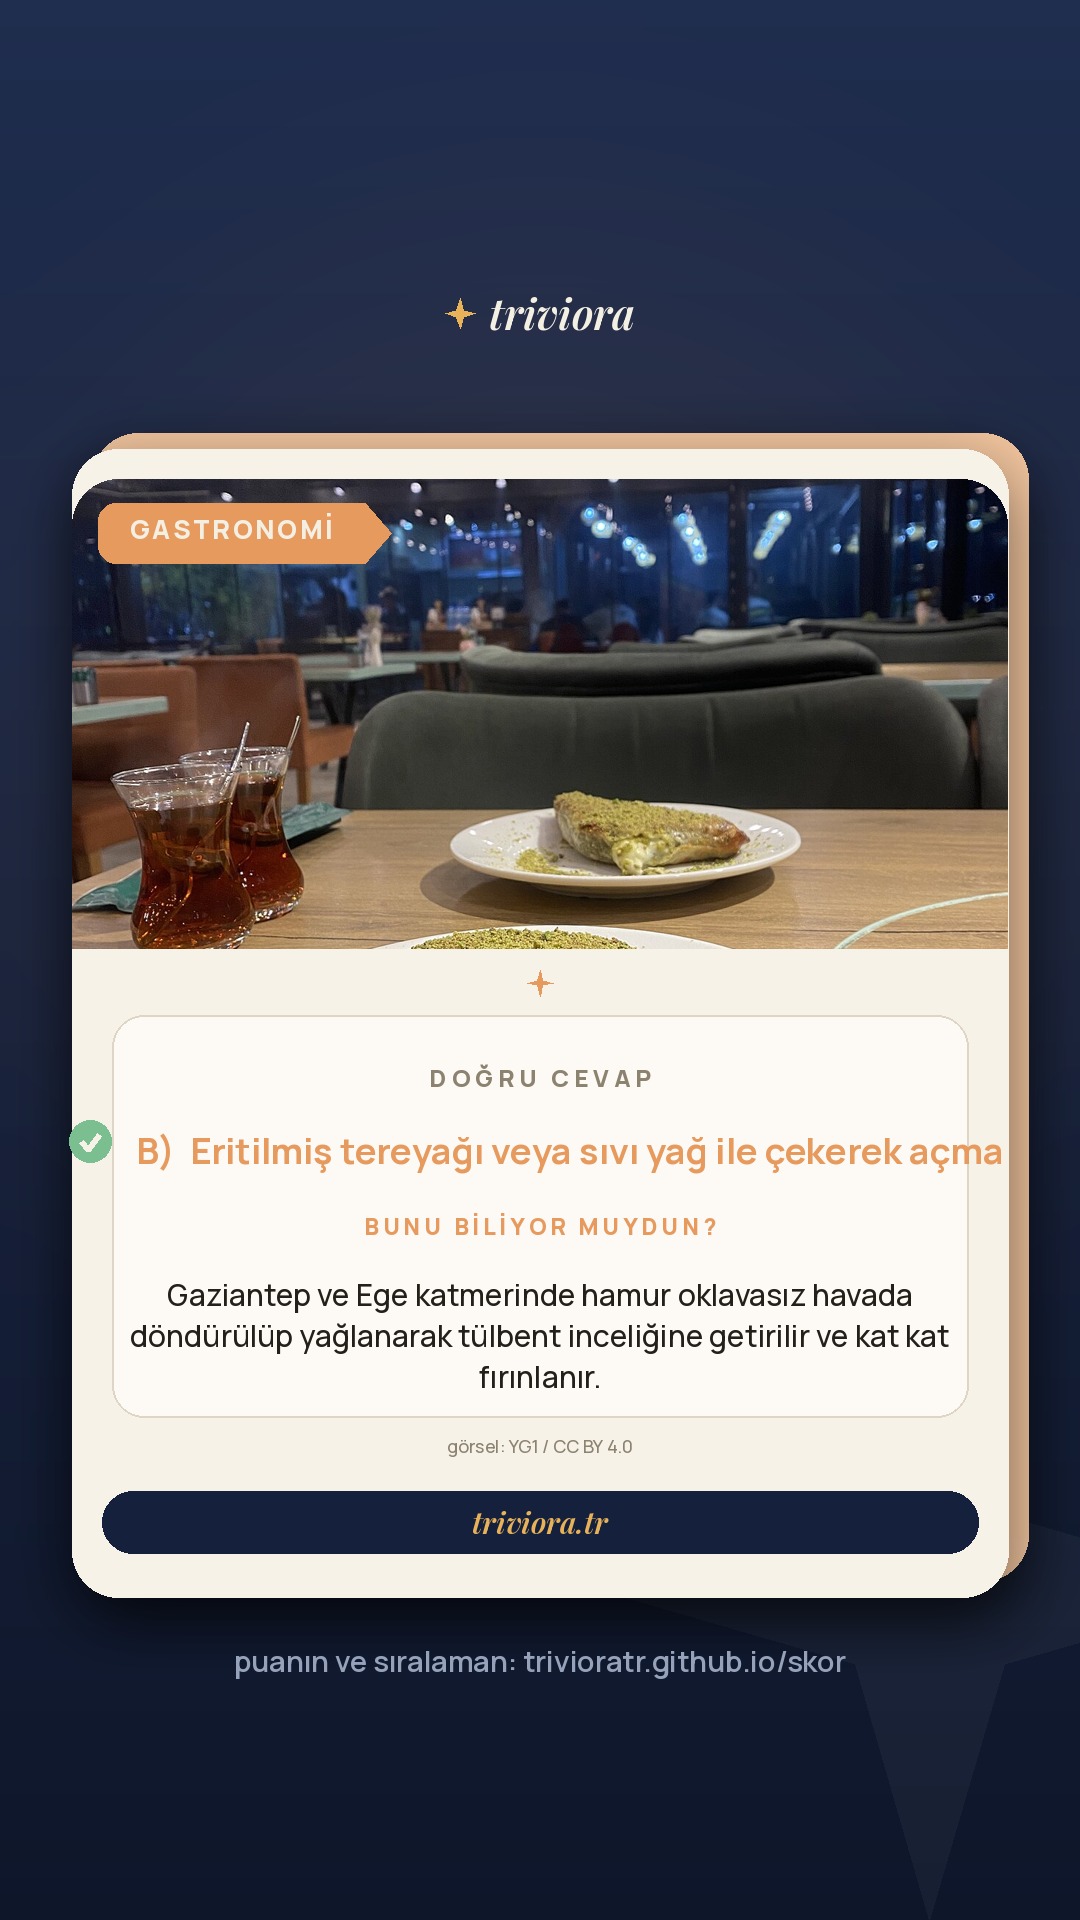 triviora
GASTRONOMİ
DOĞRU CEVAP
B) Eritilmiş tereyağı veya sıvı yağ ile çekerek açma
BUNU BİLİYOR MUYDUN?
Gaziantep ve Ege katmerinde hamur oklavasız havada
döndürülüp yağlanarak tülbent inceliğine getirilir ve kat kat
fırınlanır.
görsel: YG1 / CC BY 4.0
triviora.tr
puanın ve sıralaman: trivioratr.github.io/skor